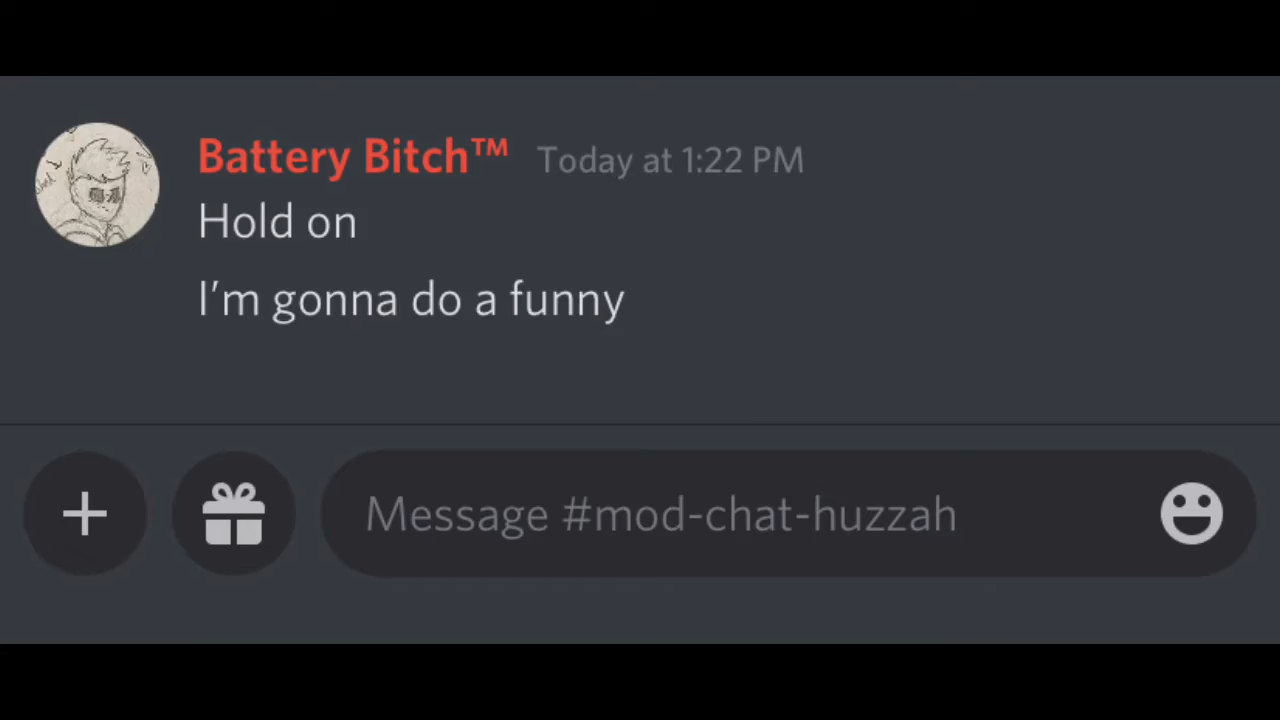 Battery Bitch™ Today at 1:22 PM
Hold on
I’m gonna do a funny
Message #mod-chat-huzzah